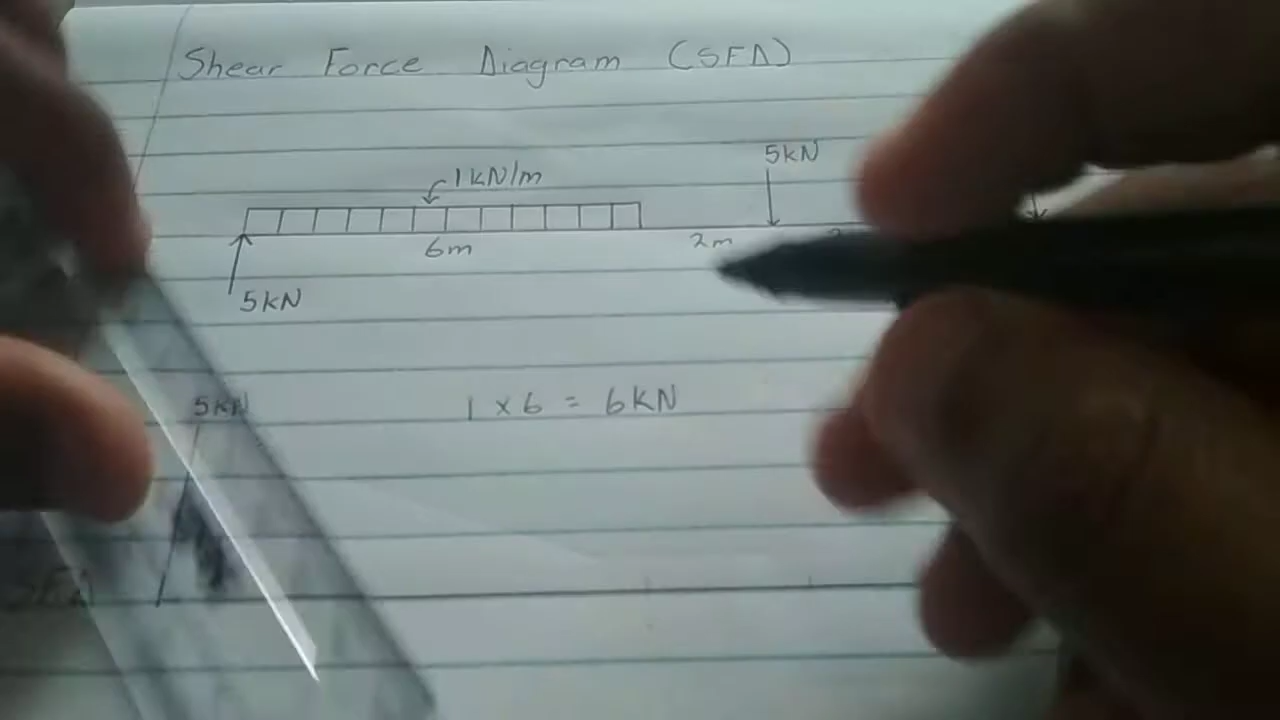 Shear Force Diagram (SFD)
5kN
1kN/m
6m
2m
5kN
5kN
1 x 6 = 6kN